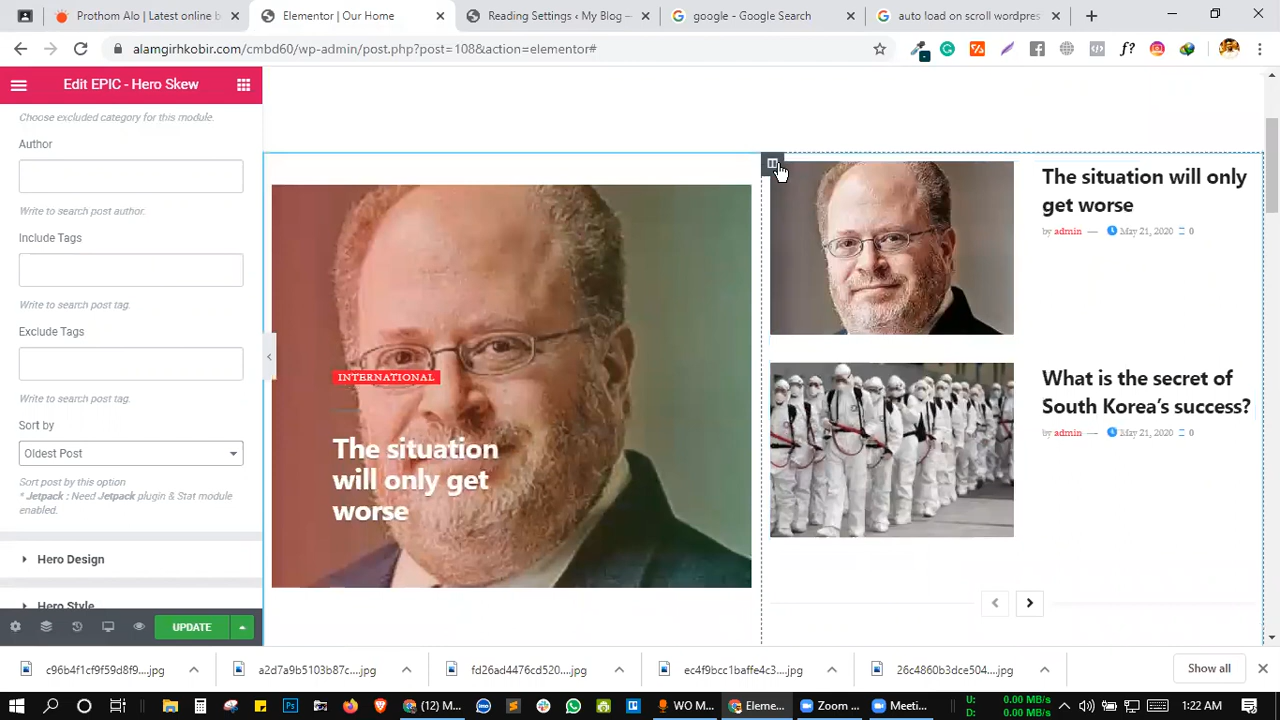 Prothom Alo | Latest online b
Elementor | Our Home
Reading Settings ‹ My Blog —
google - Google Search
auto load on scroll wordpres
alamgirhkobir.com/cmbd60/wp-admin/post.php?post=108&action=elementor#
Edit EPIC - Hero Skew
Choose excluded category for this module.
Author
Write to search post author.
Include Tags
Write to search post tag.
Exclude Tags
Write to search post tag.
Sort by
Oldest Post
Sort post by this option
* Jetpack : Need Jetpack plugin & Stat module
enabled.
Hero Design
Hero Style
UPDATE
INTERNATIONAL
The situation
will only get
worse
The situation will only
get worse
by admin — May 21, 2020 0
What is the secret of
South Korea's success?
by admin — May 21, 2020 0
c96b4f1cf9f59d8f9....jpg
a2d7a9b5103b87c....jpg
fd26ad4476cd520....jpg
ec4f9bcc1baffe4c3....jpg
26c4860b3dce504....jpg
Show all
(12) M...
WO M...
Eleme...
Zoom ...
Meeti...
U: 0.00 MB/s
D: 0.00 MB/s
1:22 AM